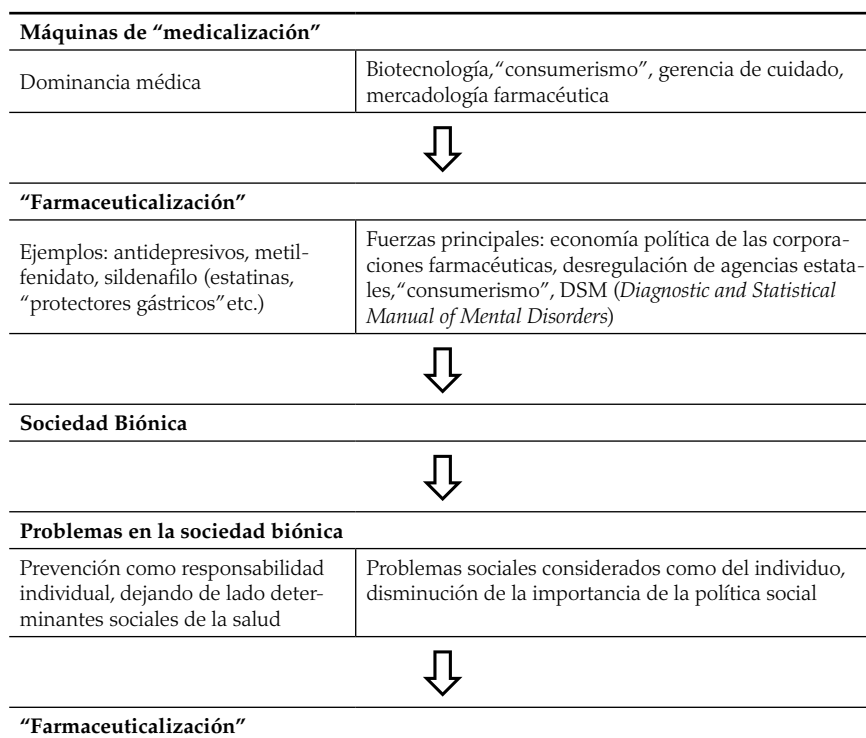 Máquinas de “medicalización”
Dominancia médica
Biotecnología,“consumerismo”, gerencia de cuidado,
mercadología farmacéutica
“Farmaceuticalización”
Ejemplos: antidepresivos, metil-
fenidato, sildenafilo (estatinas,
“protectores gástricos”etc.)
Fuerzas principales: economía política de las corpora-
ciones farmacéuticas, desregulación de agencias estata-
les,“consumerismo”, DSM (Diagnostic and Statistical
Manual of Mental Disorders)
Sociedad Biónica
Problemas en la sociedad biónica
Prevención como responsabilidad
individual, dejando de lado deter-
minantes sociales de la salud
Problemas sociales considerados como del individuo,
disminución de la importancia de la política social
“Farmaceuticalización”